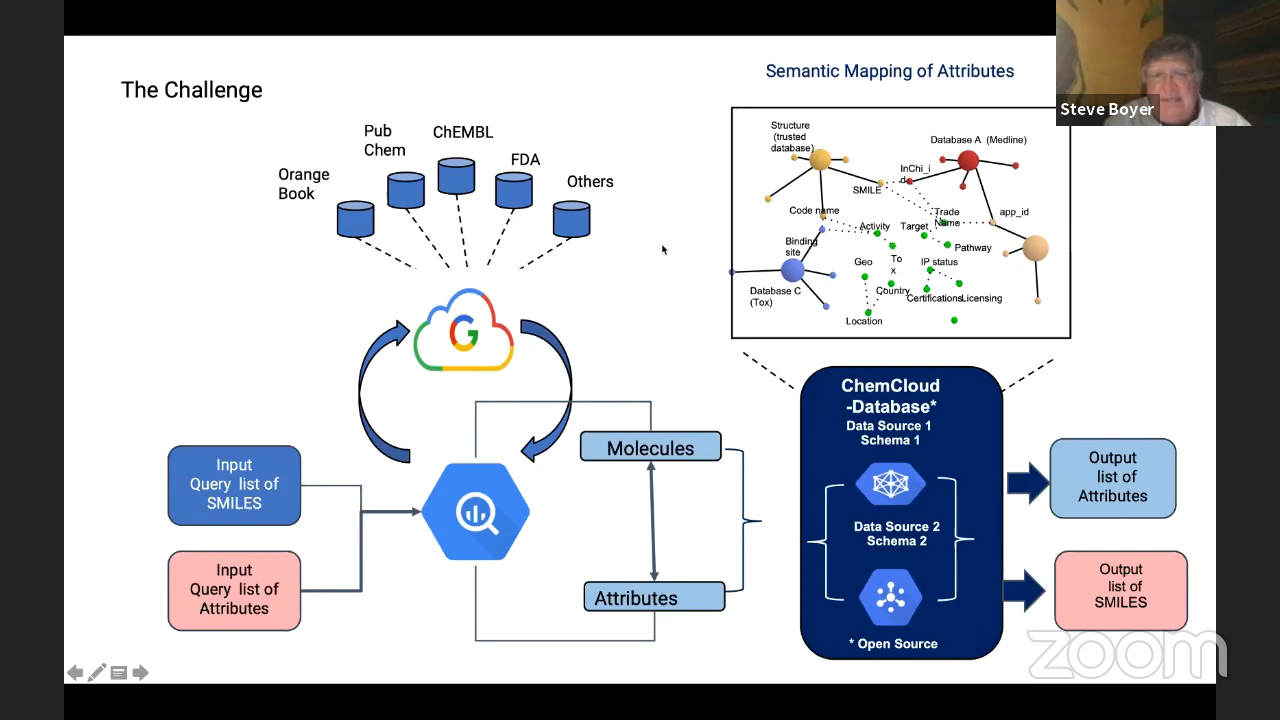 The Challenge
Semantic Mapping of Attributes
Steve Boyer
Orange
Book
Pub
Chem
ChEMBL
FDA
Others
Structure
(trusted
database)
Database A (Medline)
InChi_i
d
SMILE
Code name
Trade
Name
app_id
Activity
Target
Pathway
Binding
site
To
x
Geo
IP status
Database C
(Tox)
Country
Certifications
Licensing
Location
G
Input
Query list of
SMILES
Input
Query list of
Attributes
Molecules
Attributes
ChemCloud
-Database*
Data Source 1
Schema 1
Data Source 2
Schema 2
* Open Source
Output
list of
Attributes
Output
list of
SMILES
zoom